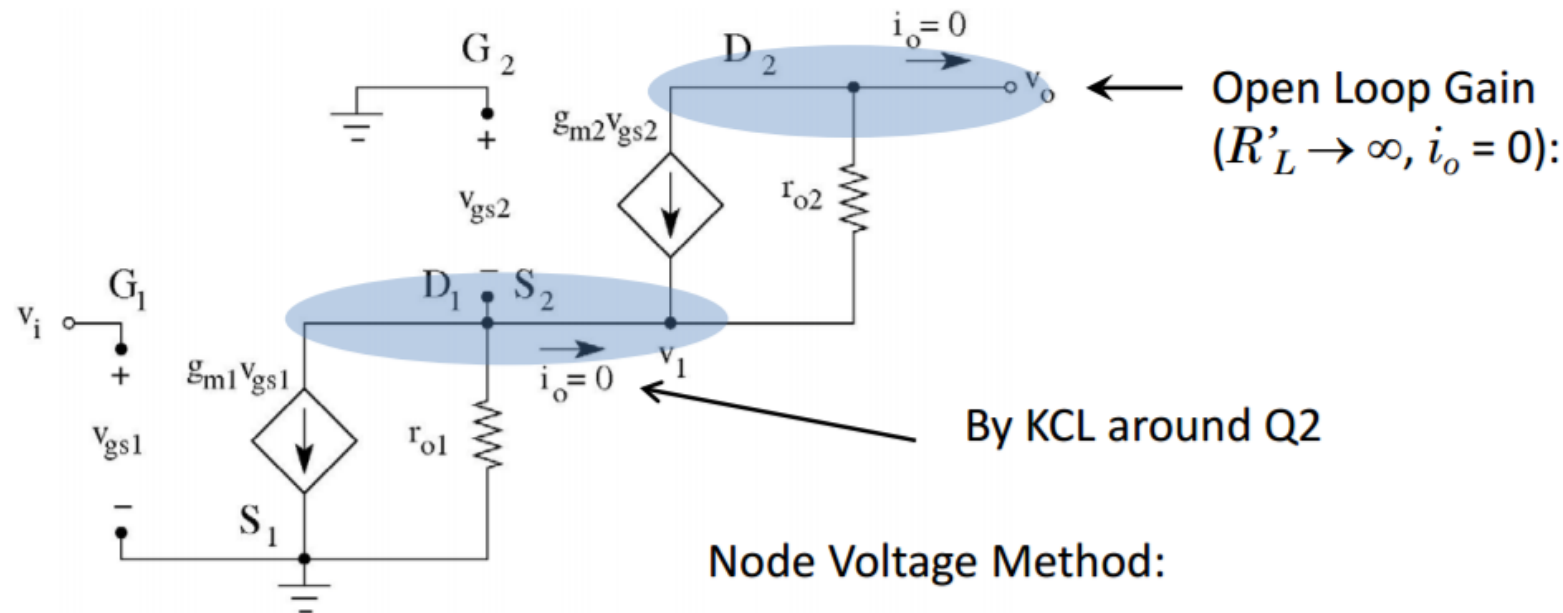 i_o = 0
G_2
D_2
v_o
Open Loop Gain
(R'_L → ∞, i_o = 0):
g_m2 v_gs2
+
v_gs2
r_o2
−
G_1
D_1
S_2
v_i
v_1
+
g_m1 v_gs1
i_o = 0
v_gs1
r_o1
By KCL around Q2
−
S_1
Node Voltage Method: